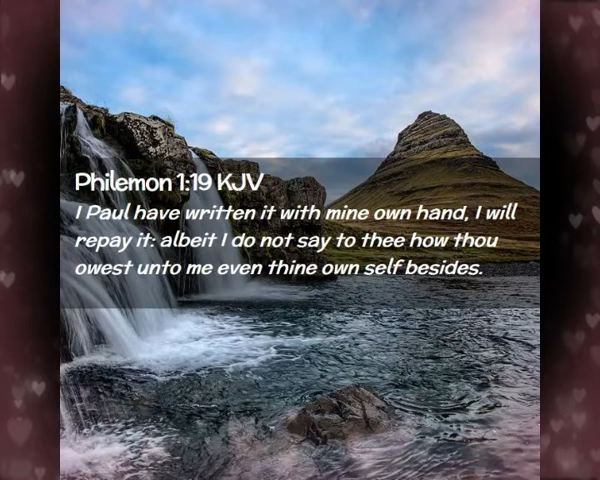 Philemon 1:19 KJV
I Paul have written it with mine own hand, I will
repay it: albeit I do not say to thee how thou
owest unto me even thine own self besides.